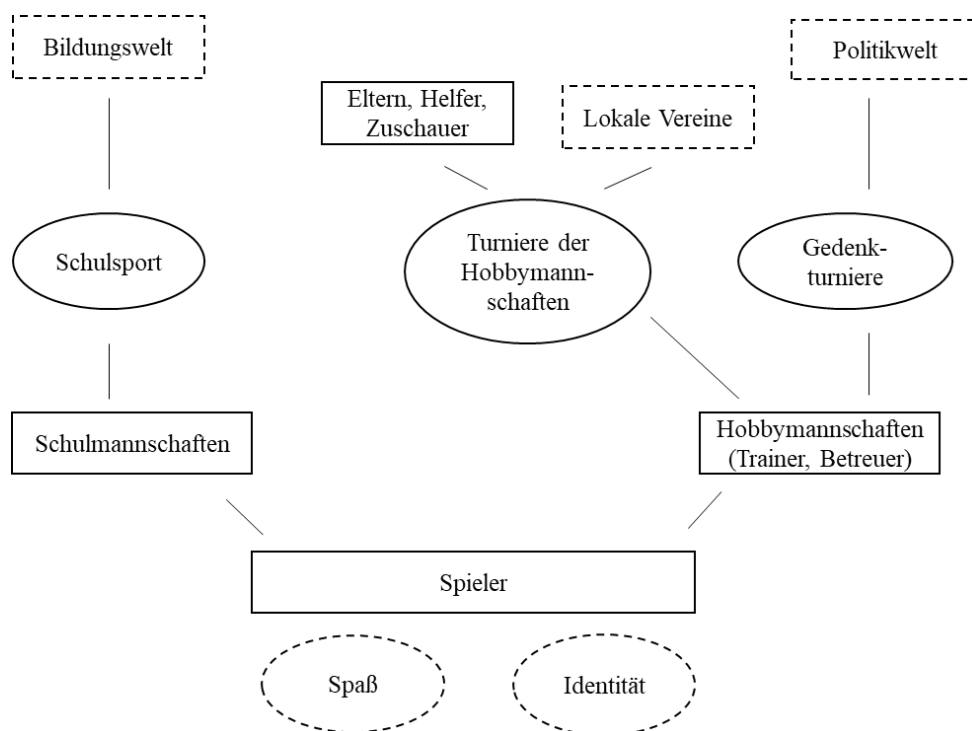 Bildungswelt
Politikwelt
Eltern, Helfer,
Zuschauer
Lokale Vereine
Schulsport
Turniere der
Hobbymann-
schaften
Gedenk-
turniere
Schulmannschaften
Hobbymannschaften
(Trainer, Betreuer)
Spieler
Spaß
Identität